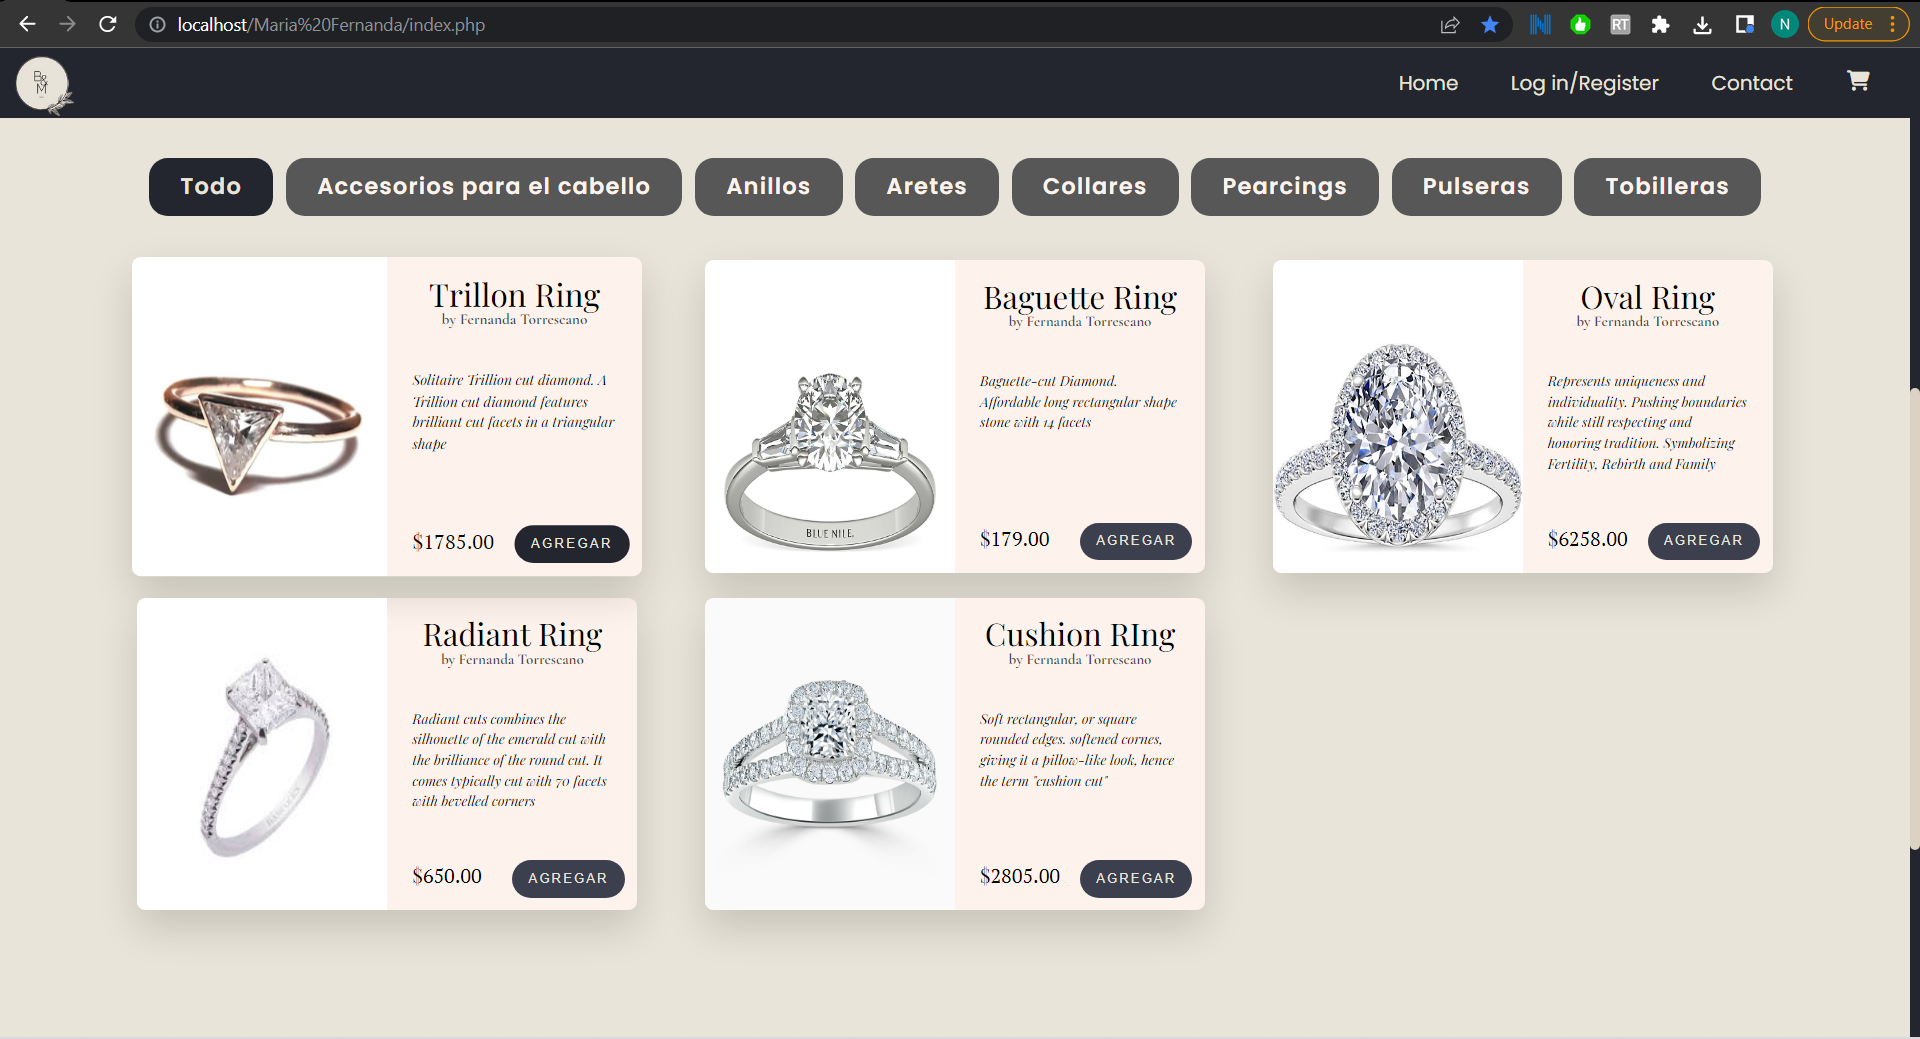 localhost/Maria%20Fernanda/index.php
RT
N
Update
B&
M
Home
Log in/Register
Contact
Todo
Accesorios para el cabello
Anillos
Aretes
Collares
Pearcings
Pulseras
Tobilleras
Trillon Ring
by Fernanda Torrescano
Solitaire Trillion cut diamond. A
Trillion cut diamond features
brilliant cut facets in a triangular
shape
$1785.00
AGREGAR
BLUE NILE.
Baguette Ring
by Fernanda Torrescano
Baguette-cut Diamond.
Affordable long rectangular shape
stone with 14 facets
$179.00
AGREGAR
Oval Ring
by Fernanda Torrescano
Represents uniqueness and
individuality. Pushing boundaries
while still respecting and
honoring tradition. Symbolizing
Fertility, Rebirth and Family
$6258.00
AGREGAR
Radiant Ring
by Fernanda Torrescano
Radiant cuts combines the
silhouette of the emerald cut with
the brilliance of the round cut. It
comes typically cut with 70 facets
with bevelled corners
$650.00
AGREGAR
Cushion RIng
by Fernanda Torrescano
Soft rectangular, or square
rounded edges. softened cornes,
giving it a pillow-like look, hence
the term "cushion cut"
$2805.00
AGREGAR